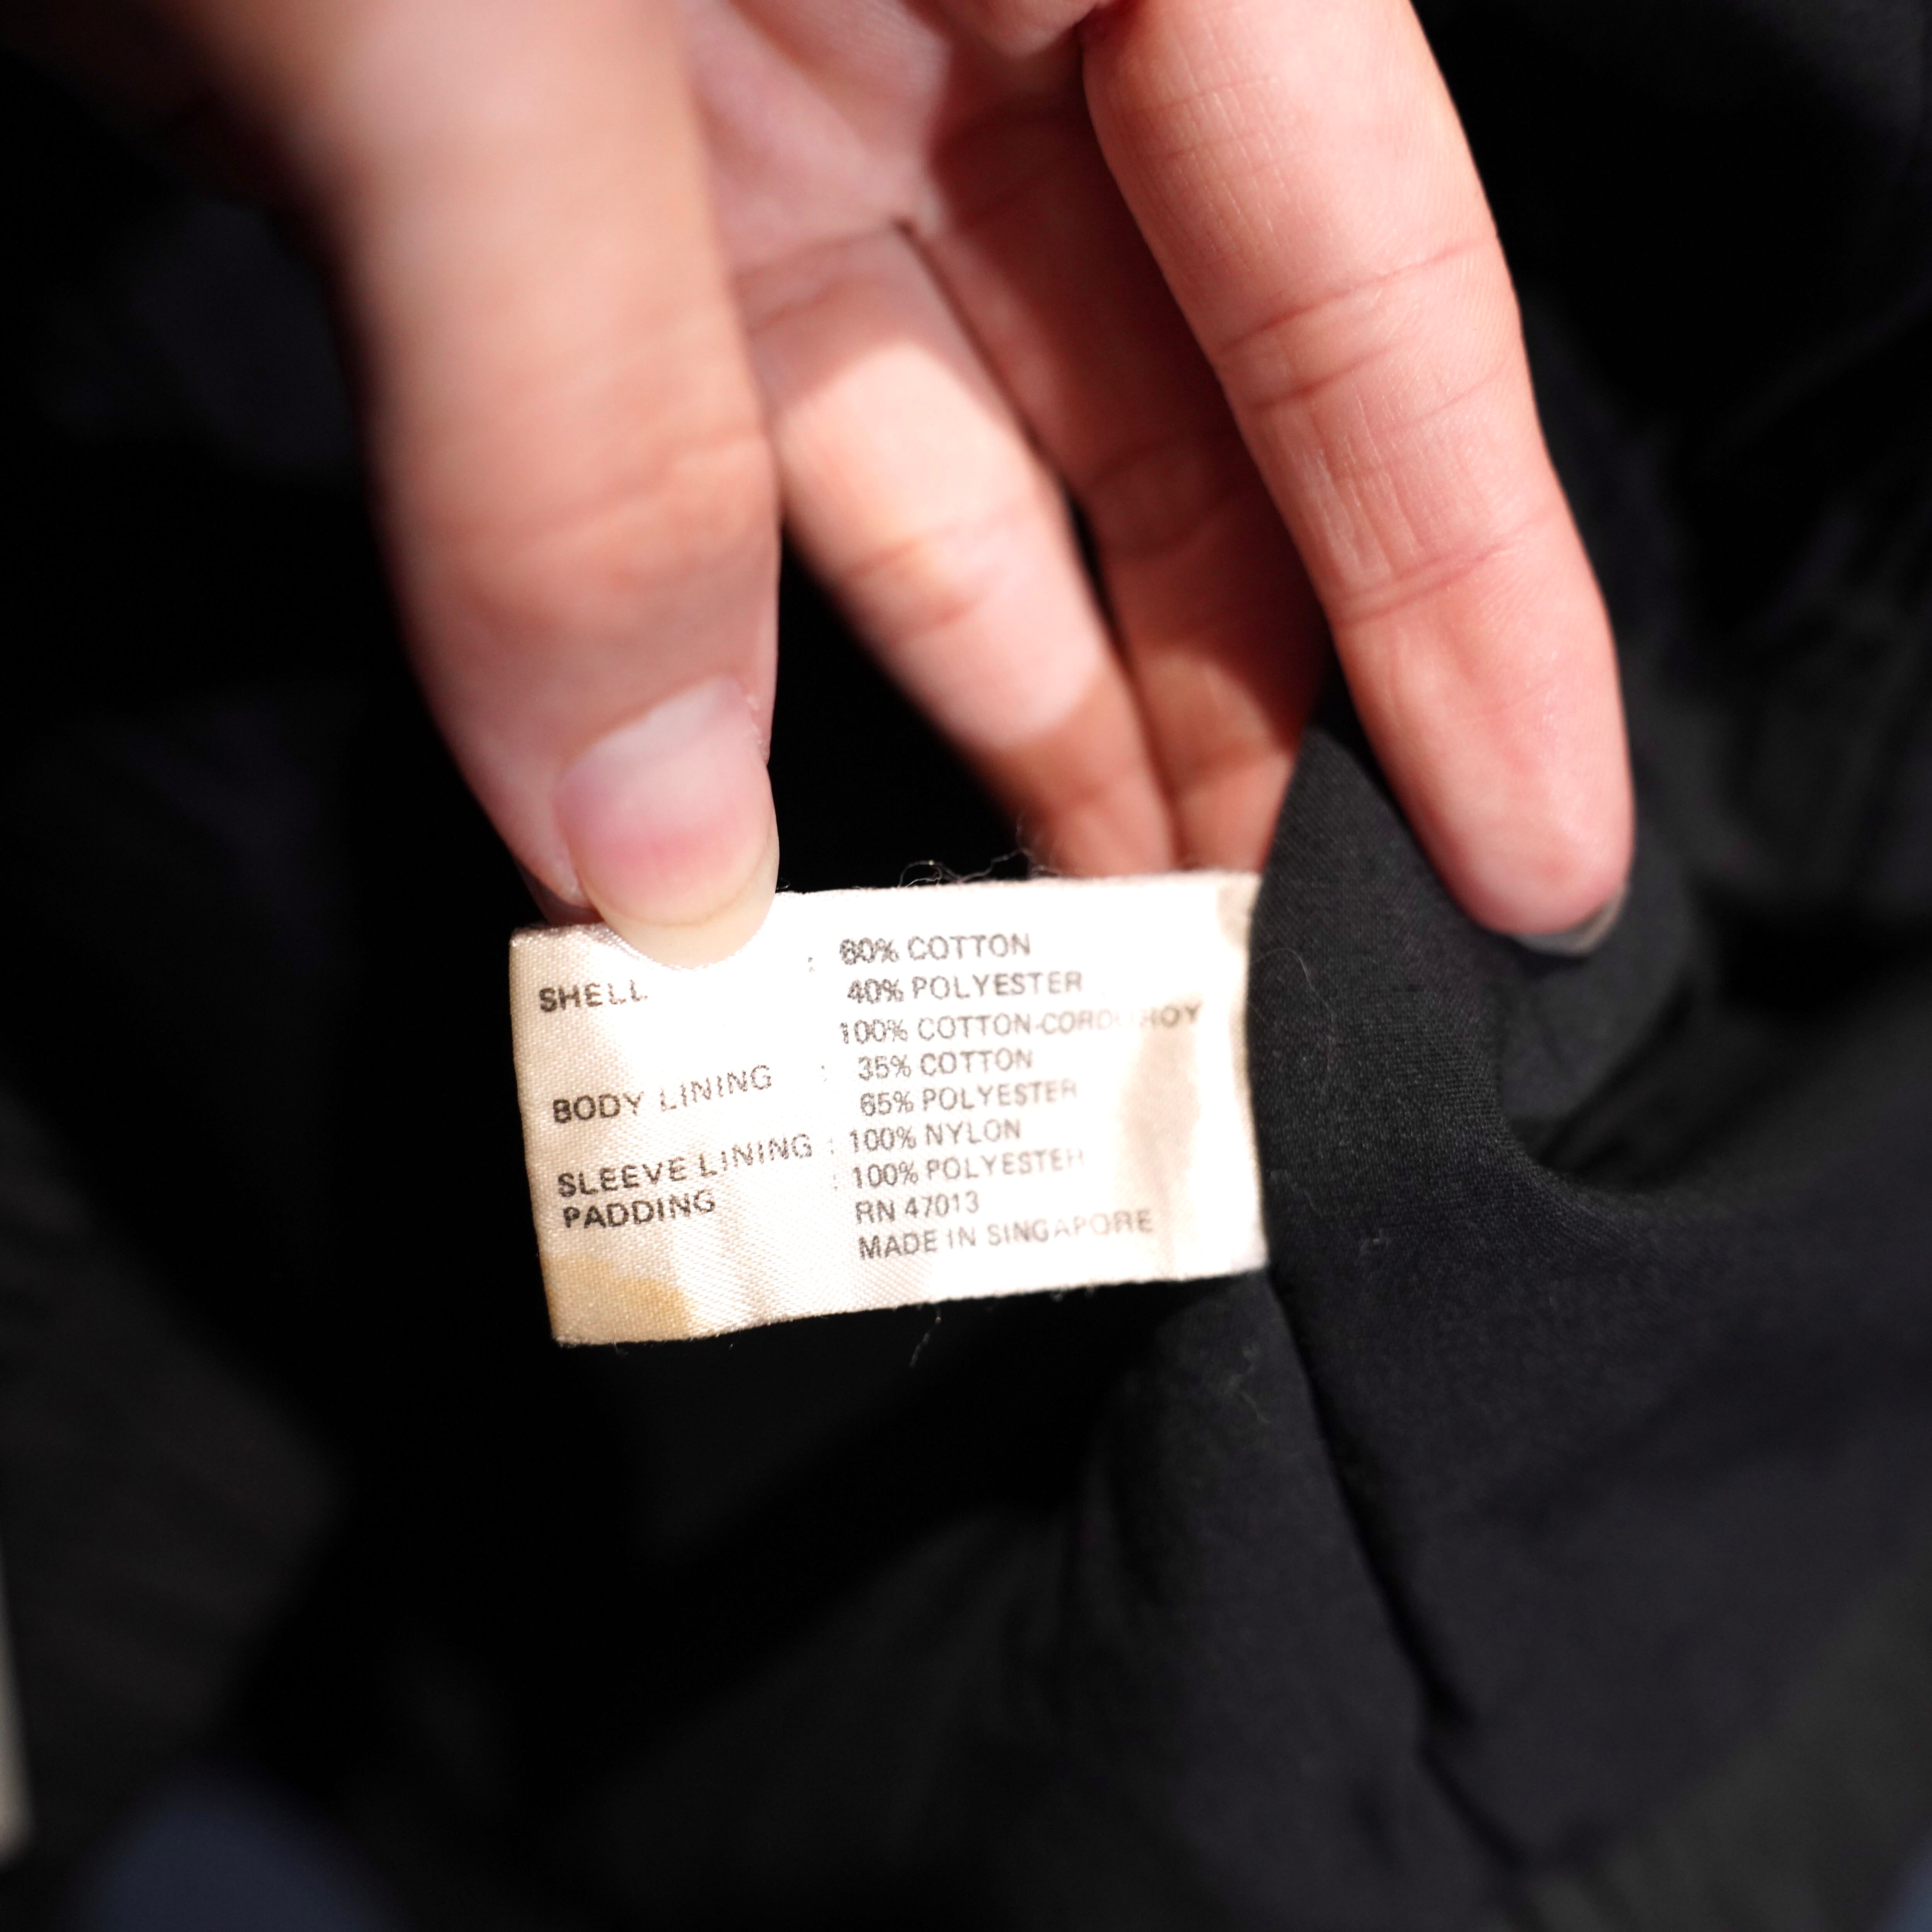 SHELL : 60% COTTON
40% POLYESTER
100% COTTON-CORDUROY
BODY LINING : 35% COTTON
65% POLYESTER
SLEEVE LINING : 100% NYLON
PADDING : 100% POLYESTER
RN 47013
MADE IN SINGAPORE